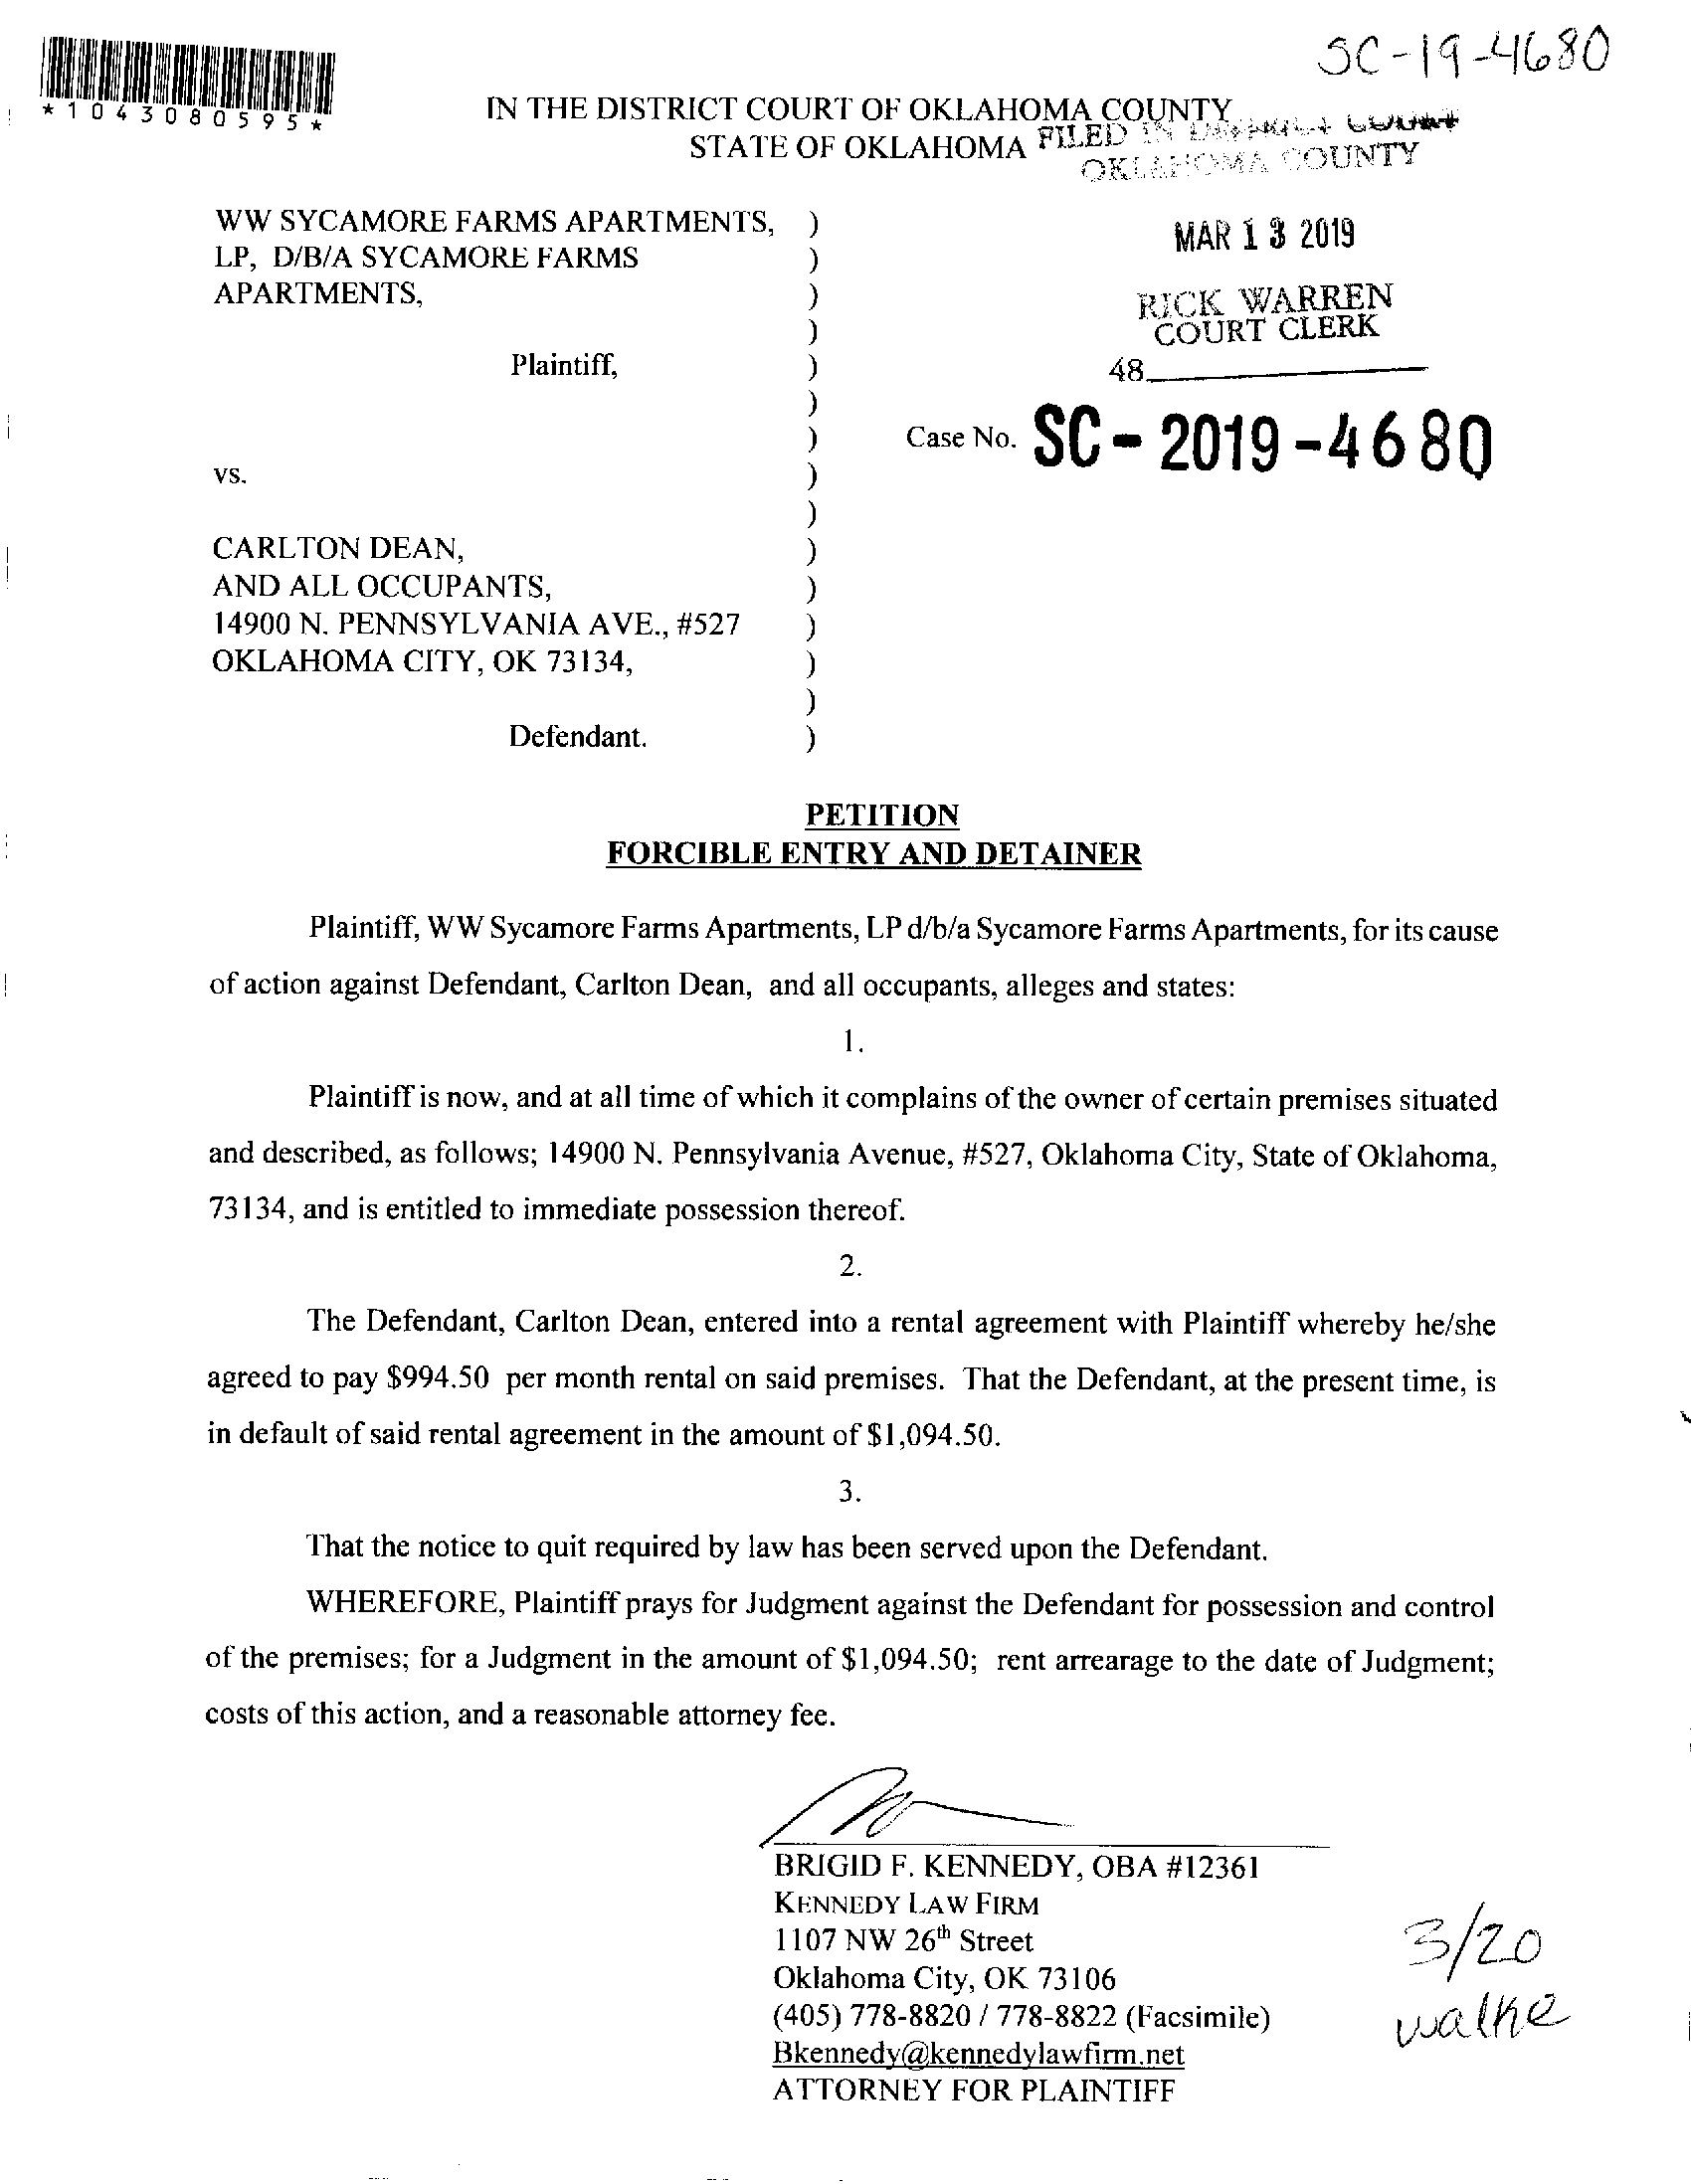 SC-19-4680
*1043080595*
IN THE DISTRICT COURT OF OKLAHOMA COUNTY
STATE OF OKLAHOMA
FILED IN DISTRICT COURT
OKLAHOMA COUNTY
WW SYCAMORE FARMS APARTMENTS, )
LP, D/B/A SYCAMORE FARMS )
APARTMENTS, )
)
Plaintiff, )
)
)
vs. )
)
CARLTON DEAN, )
AND ALL OCCUPANTS, )
14900 N. PENNSYLVANIA AVE., #527 )
OKLAHOMA CITY, OK 73134, )
)
Defendant. )
MAR 13 2019
RICK WARREN
COURT CLERK
48
Case No. SC-2019-4680
PETITION
FORCIBLE ENTRY AND DETAINER
Plaintiff, WW Sycamore Farms Apartments, LP d/b/a Sycamore Farms Apartments, for its cause
of action against Defendant, Carlton Dean, and all occupants, alleges and states:
1.
Plaintiff is now, and at all time of which it complains of the owner of certain premises situated
and described, as follows; 14900 N. Pennsylvania Avenue, #527, Oklahoma City, State of Oklahoma,
73134, and is entitled to immediate possession thereof.
2.
The Defendant, Carlton Dean, entered into a rental agreement with Plaintiff whereby he/she
agreed to pay $994.50 per month rental on said premises. That the Defendant, at the present time, is
in default of said rental agreement in the amount of $1,094.50.
3.
That the notice to quit required by law has been served upon the Defendant.
WHEREFORE, Plaintiff prays for Judgment against the Defendant for possession and control
of the premises; for a Judgment in the amount of $1,094.50; rent arrearage to the date of Judgment;
costs of this action, and a reasonable attorney fee.
BRIGID F. KENNEDY, OBA #12361
KENNEDY LAW FIRM
1107 NW 26th Street
Oklahoma City, OK 73106
(405) 778-8820 / 778-8822 (Facsimile)
Bkennedy@kennedylawfirm.net
ATTORNEY FOR PLAINTIFF
3/20
walke